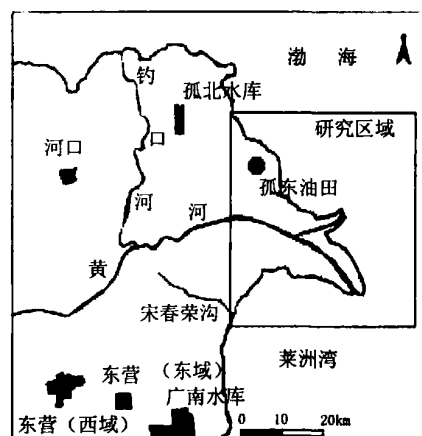 渤 海
钓
孤北水库
口
研究区域
河口
孤东油田
河
河
黄
宋春荣沟
莱洲湾
东营 （东域）
广南水库
东营（西域）
0 10 20km